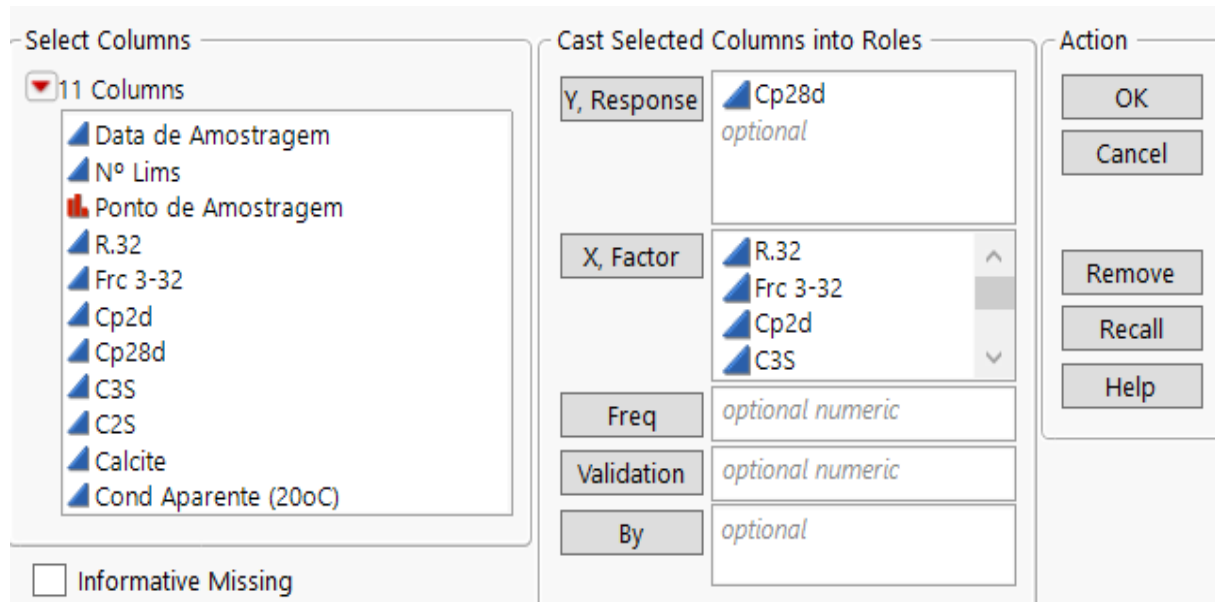 Select Columns
11 Columns
Data de Amostragem
Nº Lims
Ponto de Amostragem
R.32
Frc 3-32
Cp2d
Cp28d
C3S
C2S
Calcite
Cond Aparente (20oC)
Informative Missing
Cast Selected Columns into Roles
Y, Response
Cp28d
optional
X, Factor
R.32
Frc 3-32
Cp2d
C3S
Freq
optional numeric
Validation
optional numeric
By
optional
Action
OK
Cancel
Remove
Recall
Help